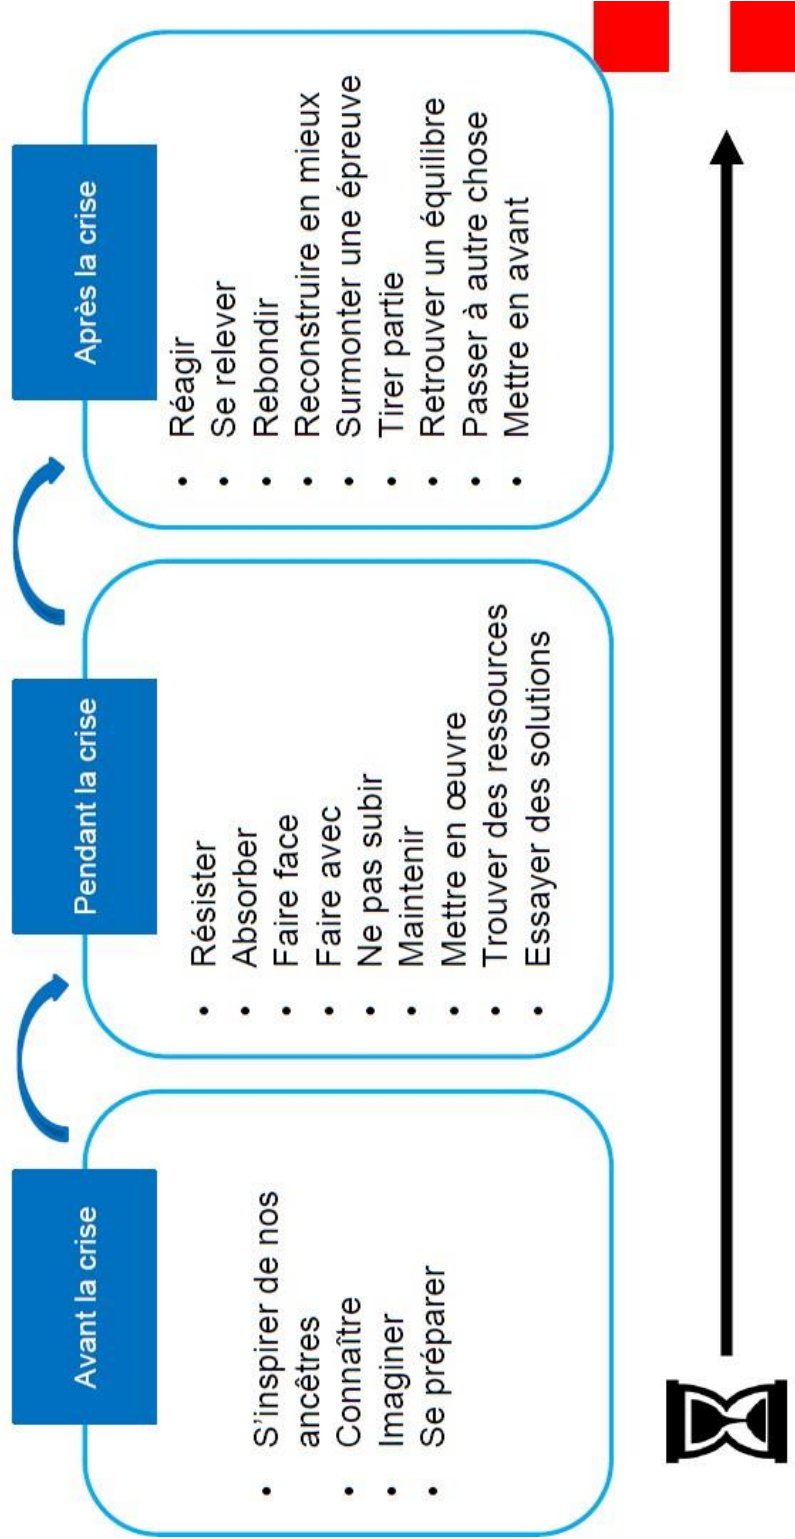 Avant la crise
S'inspirer de nos
ancêtres
Connaître
Imaginer
Se préparer
Pendant la crise
Résister
Absorber
Faire face
Faire avec
Ne pas subir
Maintenir
Mettre en œuvre
Trouver des ressources
Essayer des solutions
Après la crise
Réagir
Se relever
Rebondir
Reconstruire en mieux
Surmonter une épreuve
Tirer partie
Retrouver un équilibre
Passer à autre chose
Mettre en avant